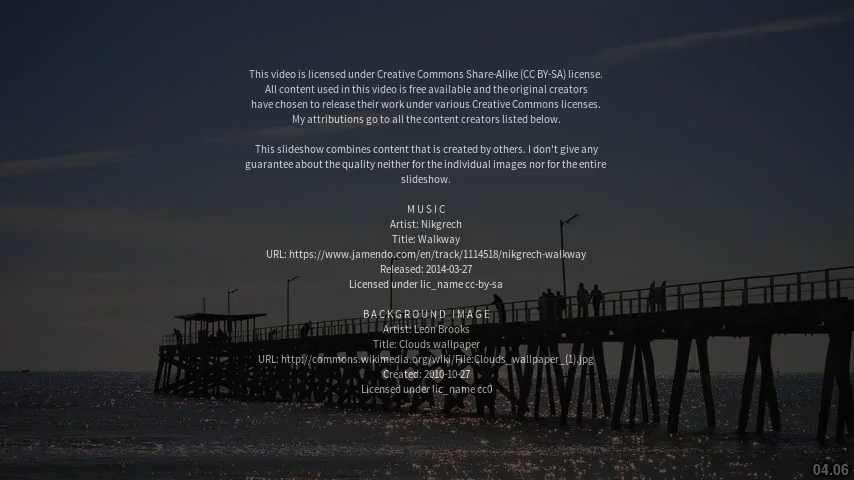 This video is licensed under Creative Commons Share-Alike (CC BY-SA) license.
All content used in this video is free available and the original creators
have chosen to release their work under various Creative Commons licenses.
My attributions go to all the content creators listed below.
This slideshow combines content that is created by others. I don't give any
guarantee about the quality neither for the individual images nor for the entire
slideshow.
MUSIC
Artist: Nikgrech
Title: Walkway
URL: https://www.jamendo.com/en/track/1114518/nikgrech-walkway
Released: 2014-03-27
Licensed under lic_name cc-by-sa
BACKGROUND IMAGE
Artist: Leon Brooks
Title: Clouds wallpaper
URL: http://commons.wikimedia.org/wiki/File:Clouds_wallpaper_(1).jpg
Created: 2010-10-27
Licensed under lic_name cc0
04.06